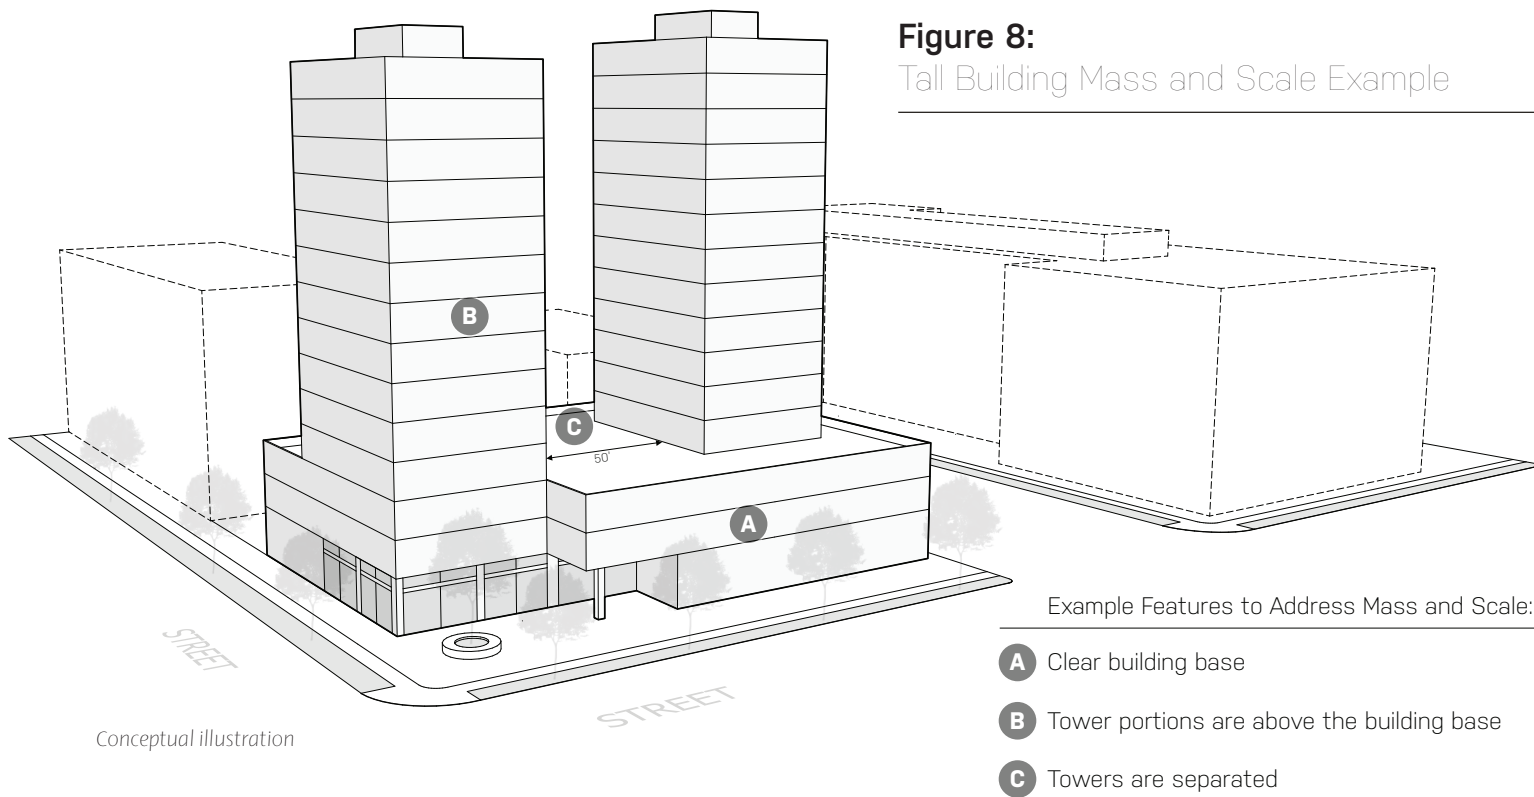 Figure 8:
Tall Building Mass and Scale Example
B
C
50'
A
Example Features to Address Mass and Scale:
A Clear building base
B Tower portions are above the building base
C Towers are separated
STREET
STREET
Conceptual illustration